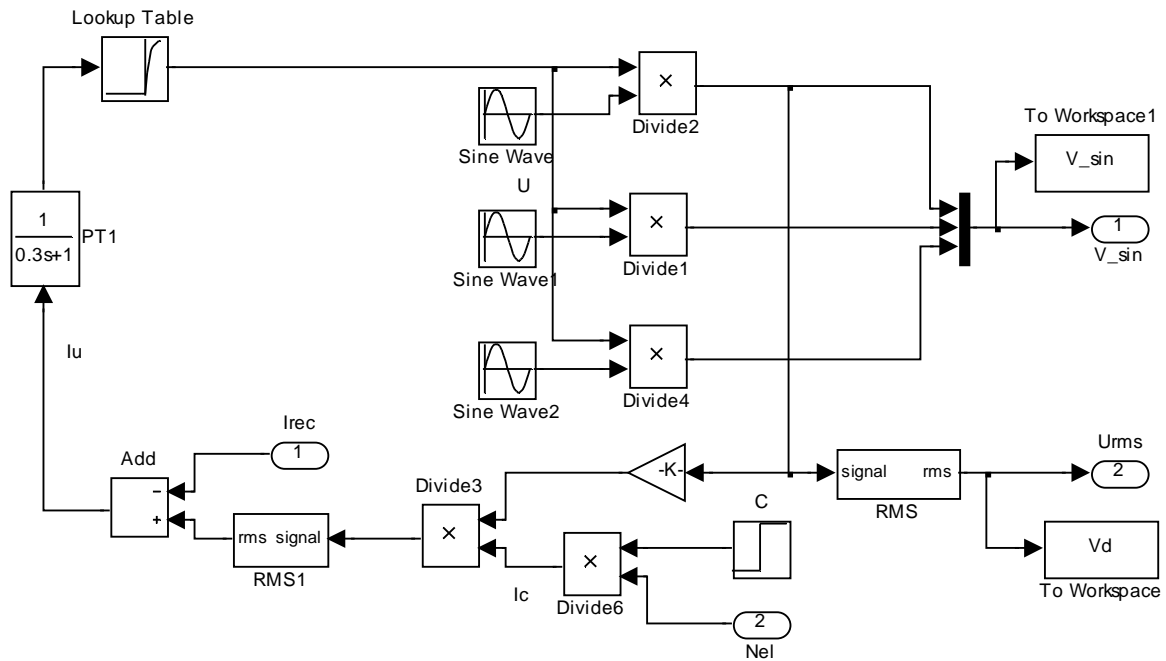 Lookup Table
×
Divide2
Sine Wave
To Workspace1
V_sin
U
1
0.3s+1
PT1
×
Divide1
Sine Wave1
1
V_sin
×
Divide4
Sine Wave2
Iu
Irec
1
Add
−
+
Divide3
×
-K-
signal rms
RMS
Urms
2
C
rms signal
RMS1
Ic
×
Divide6
Vd
To Workspace
2
Nel